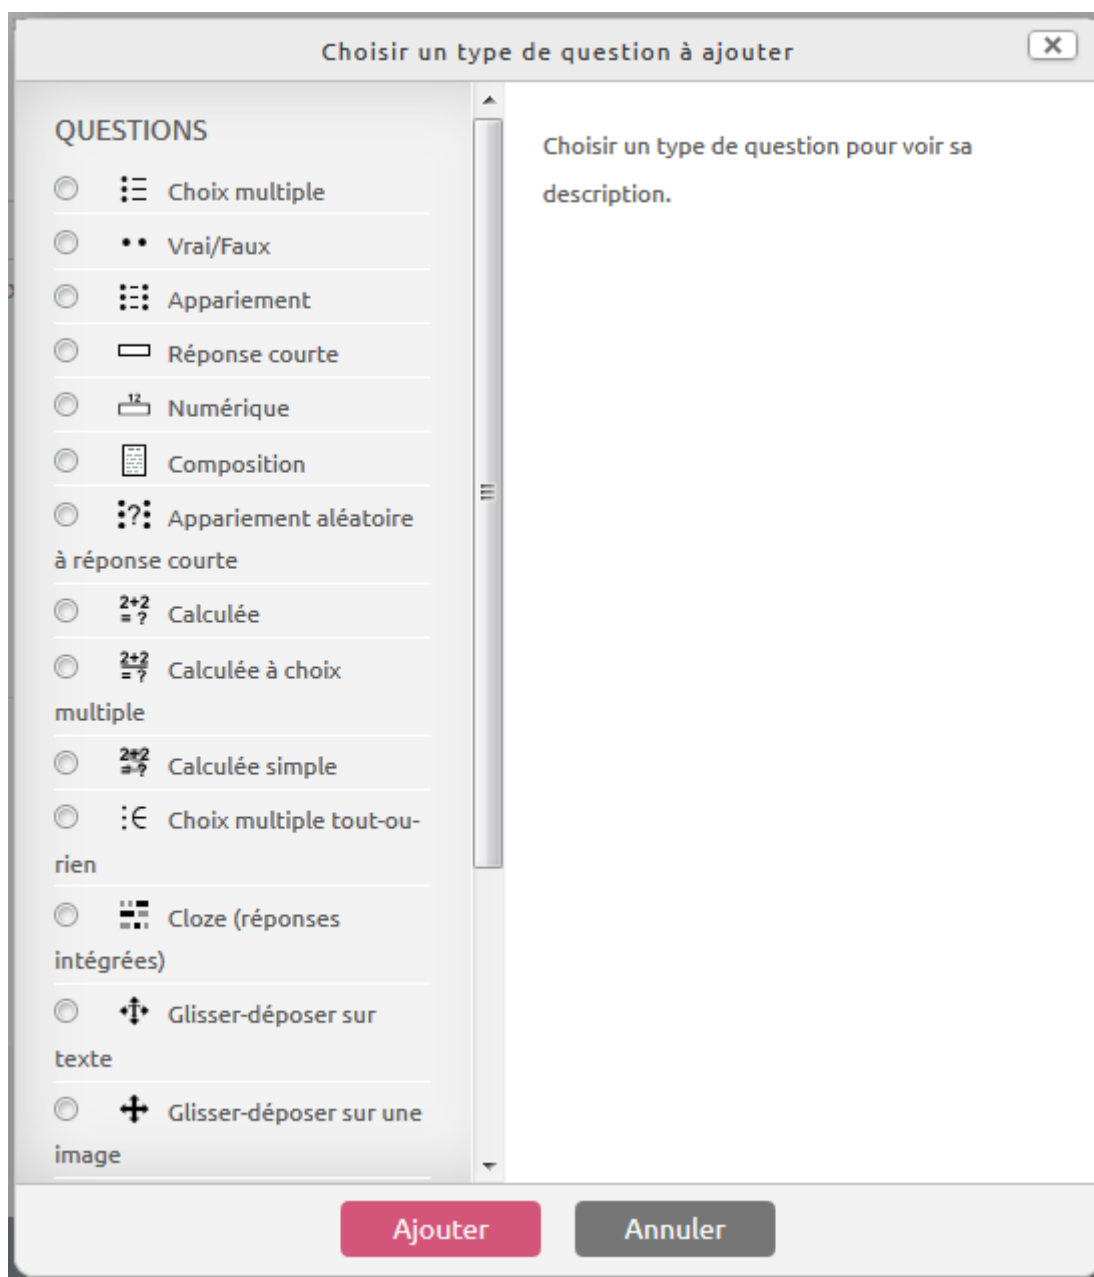 Choisir un type de question à ajouter
QUESTIONS
Choix multiple
Vrai/Faux
Appariement
Réponse courte
12
Numérique
Composition
Appariement aléatoire
à réponse courte
2+2
= ?
Calculée
2+2
= ?
Calculée à choix
multiple
2+2
= ?
Calculée simple
Choix multiple tout-ou-
rien
Cloze (réponses
intégrées)
Glisser-déposer sur
texte
Glisser-déposer sur une
image
Choisir un type de question pour voir sa
description.
Ajouter
Annuler